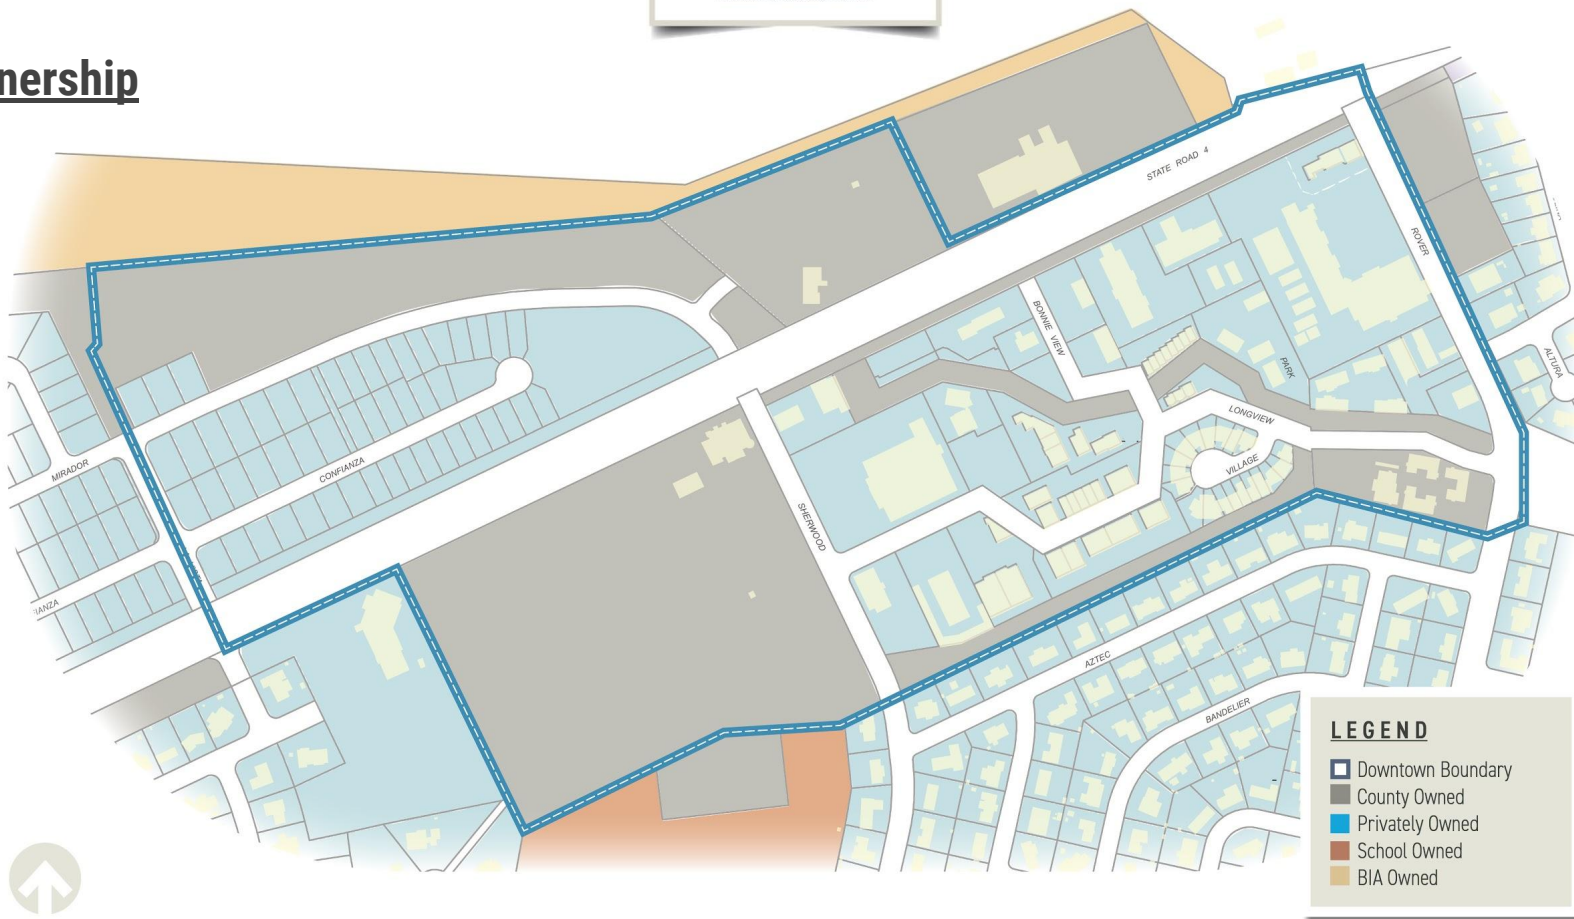 nership
STATE ROAD 4
ROVER
BONNIE VIEW
PARK
ALTURA
LONGVIEW
VILLAGE
MIRADOR
CONFIANZA
SHERWOOD
IANZA
AZTEC
BANDELIER
LEGEND
Downtown Boundary
County Owned
Privately Owned
School Owned
BIA Owned